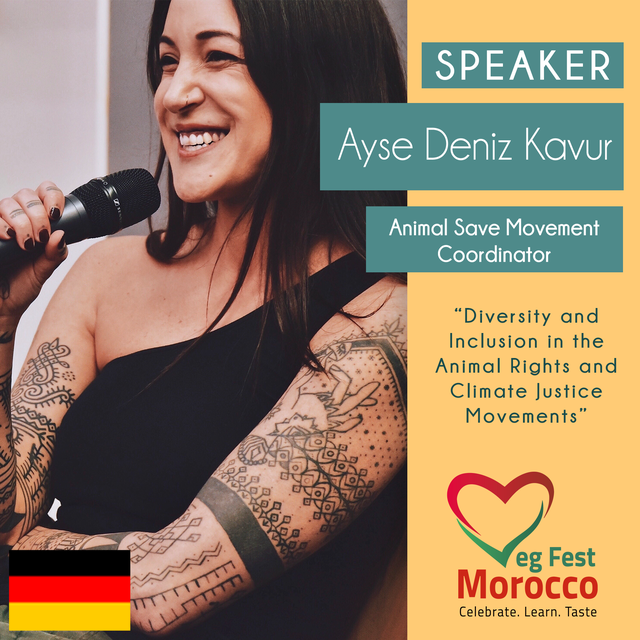 SPEAKER
Ayse Deniz Kavur
Animal Save Movement
Coordinator
“Diversity and
Inclusion in the
Animal Rights and
Climate Justice
Movements”
Veg Fest
Morocco
Celebrate. Learn. Taste